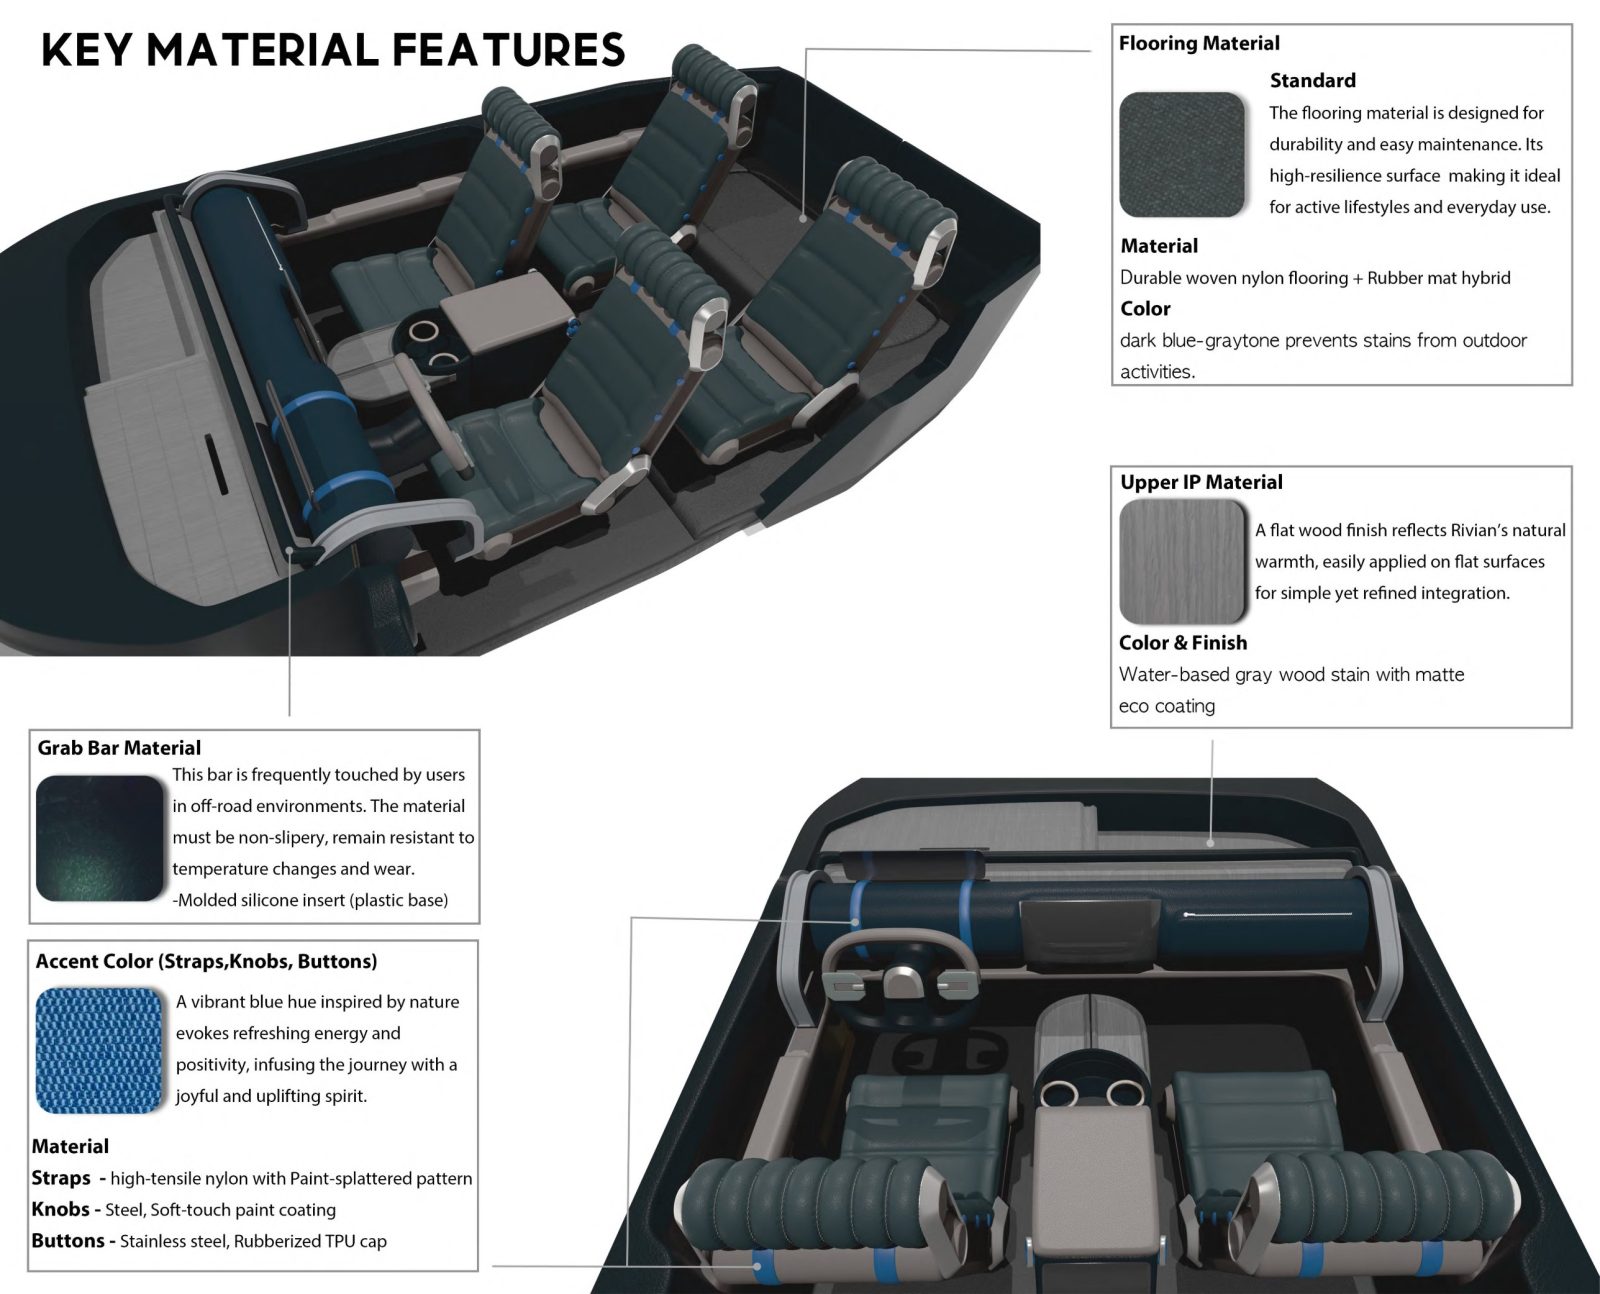 KEY MATERIAL FEATURES
Flooring Material
Standard
The flooring material is designed for
durability and easy maintenance. Its
high-resilience surface making it ideal
for active lifestyles and everyday use.
Material
Durable woven nylon flooring + Rubber mat hybrid
Color
dark blue-graytone prevents stains from outdoor
activities.
Upper IP Material
A flat wood finish reflects Rivian's natural
warmth, easily applied on flat surfaces
for simple yet refined integration.
Color & Finish
Water-based gray wood stain with matte
eco coating
Grab Bar Material
This bar is frequently touched by users
in off-road environments. The material
must be non-slipery, remain resistant to
temperature changes and wear.
-Molded silicone insert (plastic base)
Accent Color (Straps,Knobs, Buttons)
A vibrant blue hue inspired by nature
evokes refreshing energy and
positivity, infusing the journey with a
joyful and uplifting spirit.
Material
Straps - high-tensile nylon with Paint-splattered pattern
Knobs - Steel, Soft-touch paint coating
Buttons - Stainless steel, Rubberized TPU cap